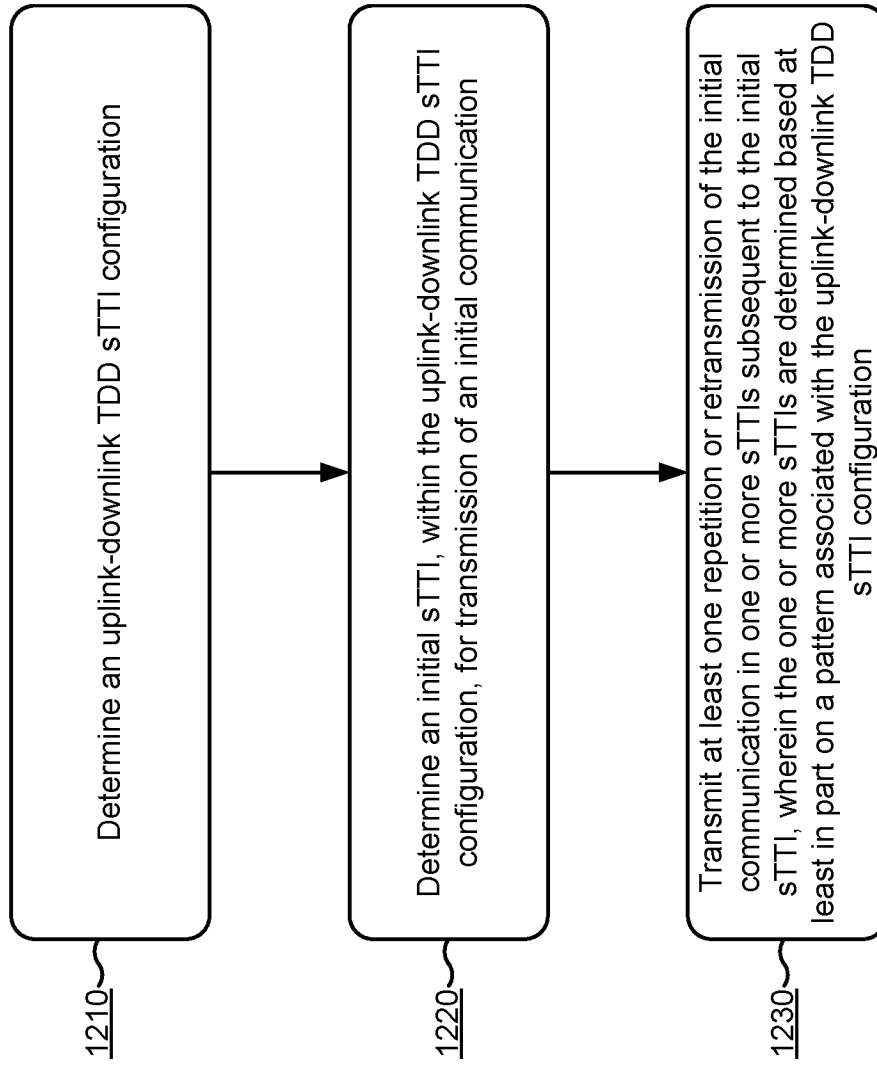 1210
Determine an uplink-downlink TDD sTTI configuration
1220
Determine an initial sTTI, within the uplink-downlink TDD sTTI
configuration, for transmission of an initial communication
1230
Transmit at least one repetition or retransmission of the initial
communication in one or more sTTIs subsequent to the initial
sTTI, wherein the one or more sTTIs are determined based at
least in part on a pattern associated with the uplink-downlink TDD
sTTI configuration